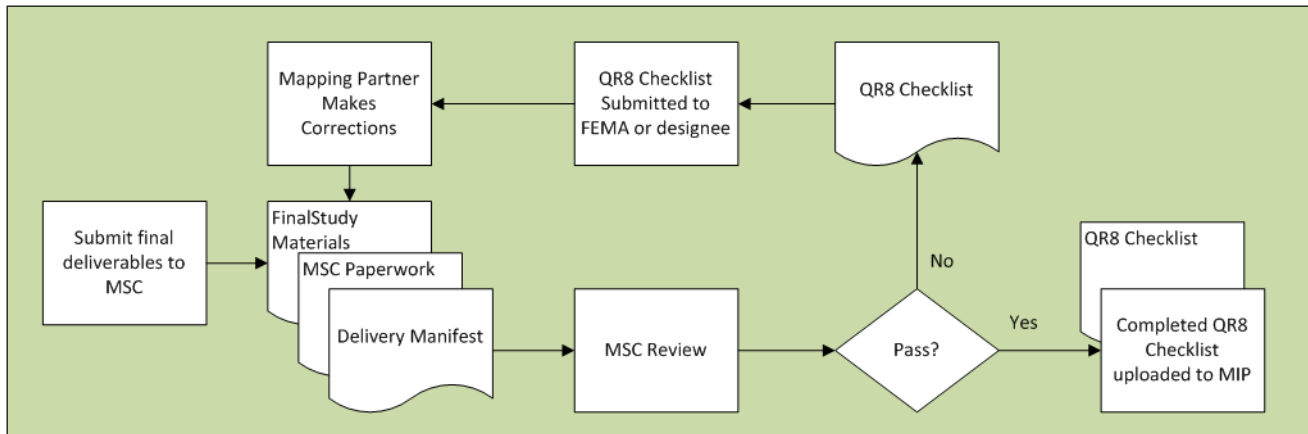 Mapping Partner
Makes
Corrections
QR8 Checklist
Submitted to
FEMA or designee
QR8 Checklist
Submit final
deliverables to
MSC
FinalStudy
Materials
MSC Paperwork
Delivery Manifest
MSC Review
Pass?
No
Yes
QR8 Checklist
Completed QR8
Checklist
uploaded to MIP